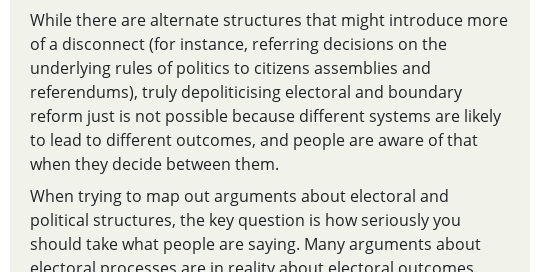 While there are alternate structures that might introduce more
of a disconnect (for instance, referring decisions on the
underlying rules of politics to citizens assemblies and
referendums), truly depoliticising electoral and boundary
reform just is not possible because different systems are likely
to lead to different outcomes, and people are aware of that
when they decide between them.
When trying to map out arguments about electoral and
political structures, the key question is how seriously you
should take what people are saying. Many arguments about
electoral processes are in reality about electoral outcomes